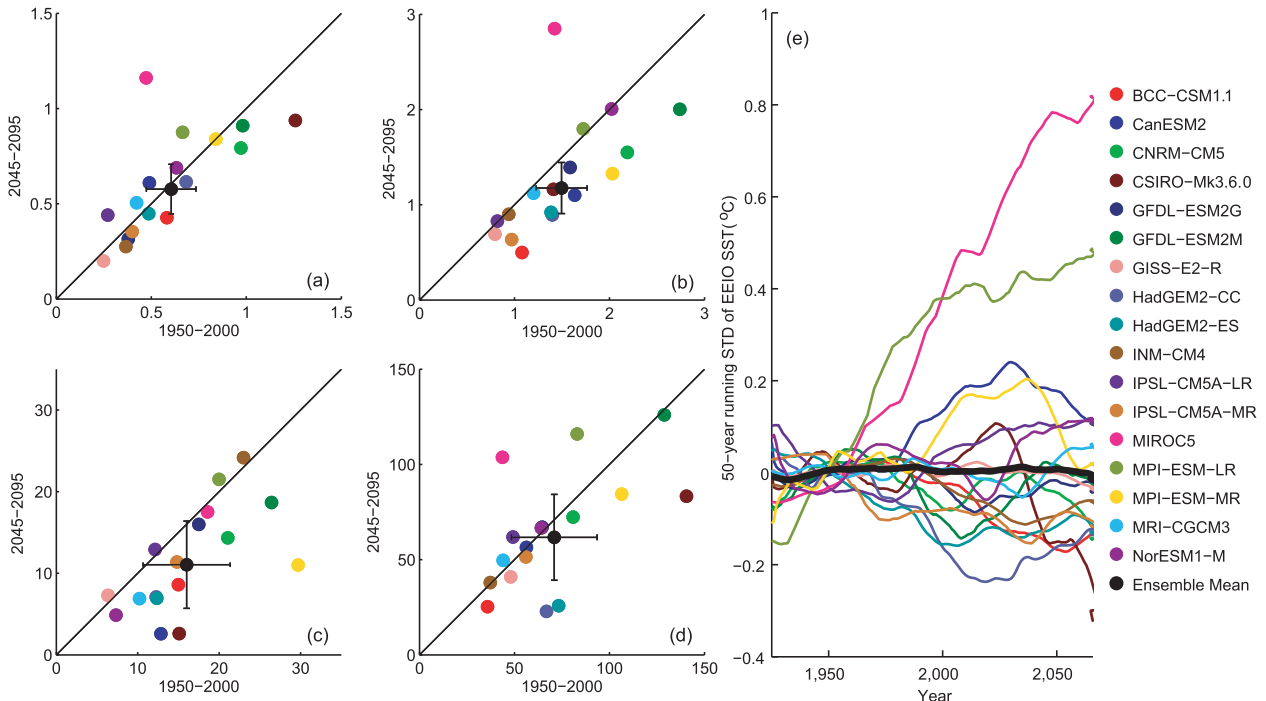 1.5
1
0.5
0
0
0.5
1
1.5
2045−2095
1950−2000
(a)
3
2
1
0
0
1
2
3
2045−2095
1950−2000
(b)
30
20
10
0
0
10
20
30
2045−2095
1950−2000
(c)
150
100
50
0
0
50
100
150
2045−2095
1950−2000
(d)
1
0.8
0.6
0.4
0.2
0
−0.2
−0.4
50−year running STD of EEIO SST( °C)
(e)
1,950
2,000
2,050
Year
BCC−CSM1.1
CanESM2
CNRM−CM5
CSIRO−Mk3.6.0
GFDL−ESM2G
GFDL−ESM2M
GISS−E2−R
HadGEM2−CC
HadGEM2−ES
INM−CM4
IPSL−CM5A−LR
IPSL−CM5A−MR
MIROC5
MPI−ESM−LR
MPI−ESM−MR
MRI−CGCM3
NorESM1−M
Ensemble Mean